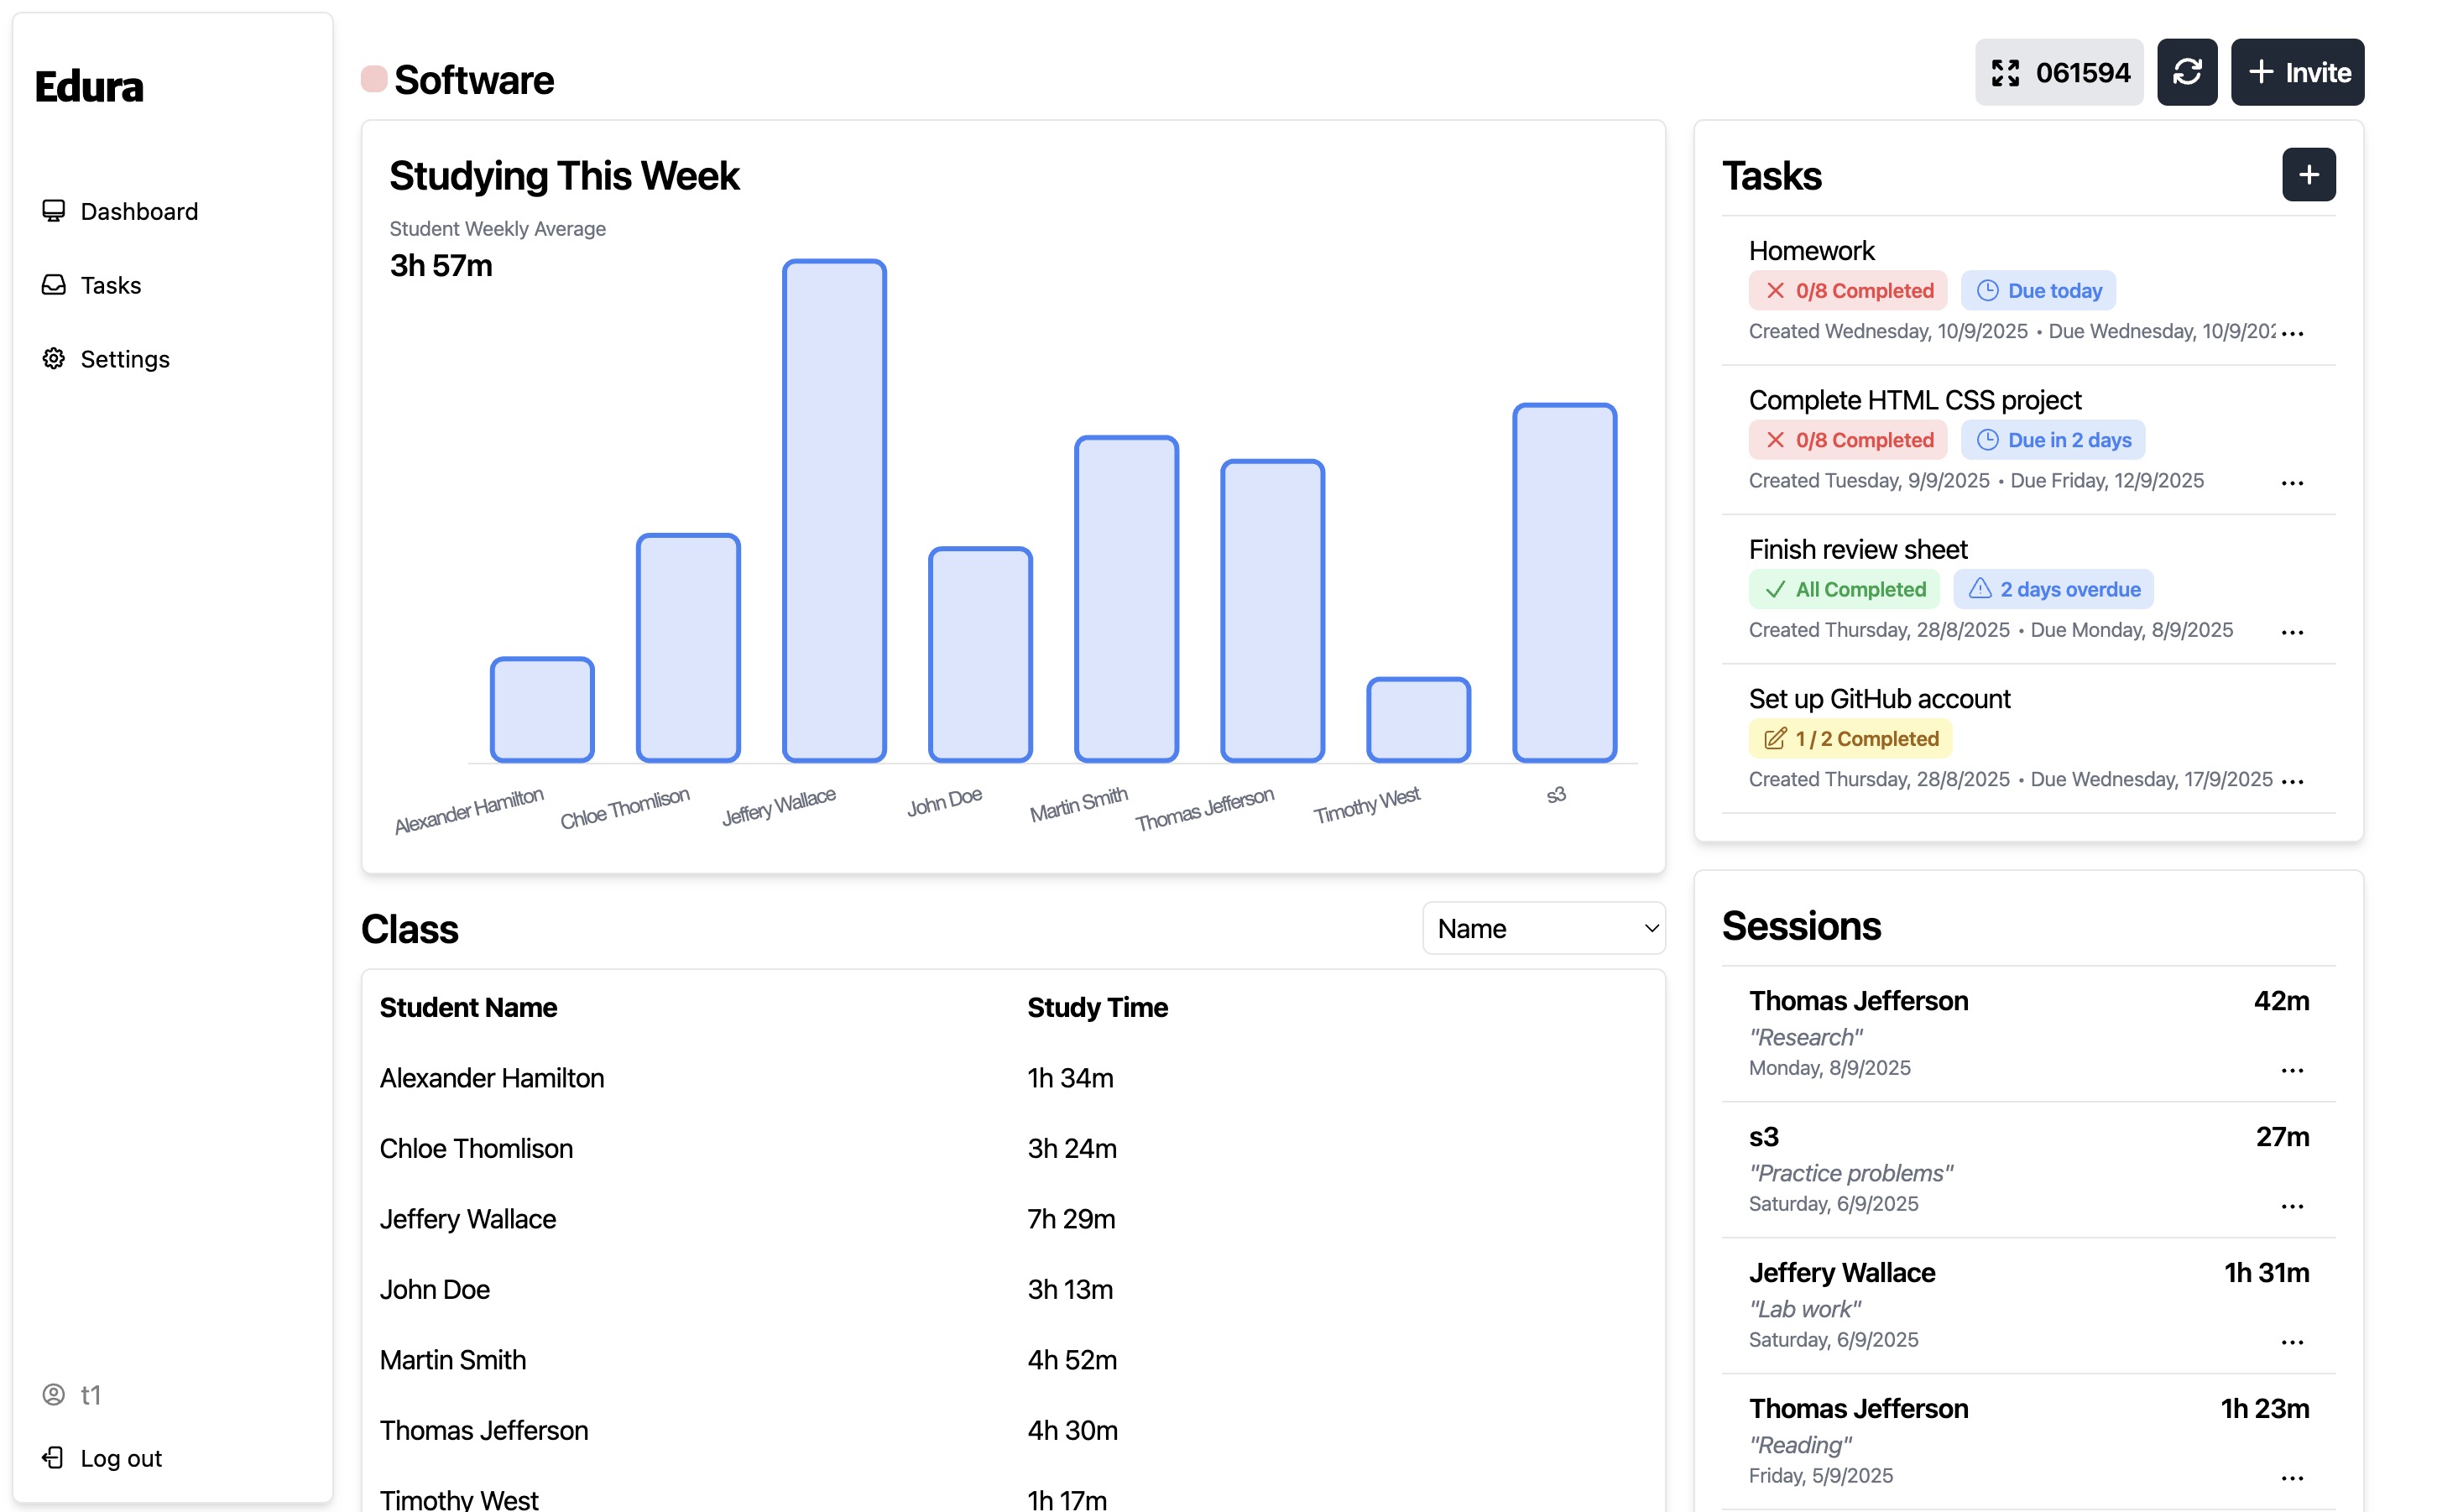 Edura
Dashboard
Tasks
Settings
t1
Log out
Software
061594
Invite
Studying This Week
Student Weekly Average
3h 57m
Alexander Hamilton
Chloe Thomlison
Jeffery Wallace
John Doe
Martin Smith
Thomas Jefferson
Timothy West
s3
Class
Name
Student Name Study Time
Alexander Hamilton 1h 34m
Chloe Thomlison 3h 24m
Jeffery Wallace 7h 29m
John Doe 3h 13m
Martin Smith 4h 52m
Thomas Jefferson 4h 30m
Timothy West 1h 17m
Tasks
Homework
0/8 Completed Due today
Created Wednesday, 10/9/2025 • Due Wednesday, 10/9/202...
Complete HTML CSS project
0/8 Completed Due in 2 days
Created Tuesday, 9/9/2025 • Due Friday, 12/9/2025 ...
Finish review sheet
All Completed 2 days overdue
Created Thursday, 28/8/2025 • Due Monday, 8/9/2025 ...
Set up GitHub account
1 / 2 Completed
Created Thursday, 28/8/2025 • Due Wednesday, 17/9/2025 ...
Sessions
Thomas Jefferson 42m
"Research"
Monday, 8/9/2025 ...
s3 27m
"Practice problems"
Saturday, 6/9/2025 ...
Jeffery Wallace 1h 31m
"Lab work"
Saturday, 6/9/2025 ...
Thomas Jefferson 1h 23m
"Reading"
Friday, 5/9/2025 ...